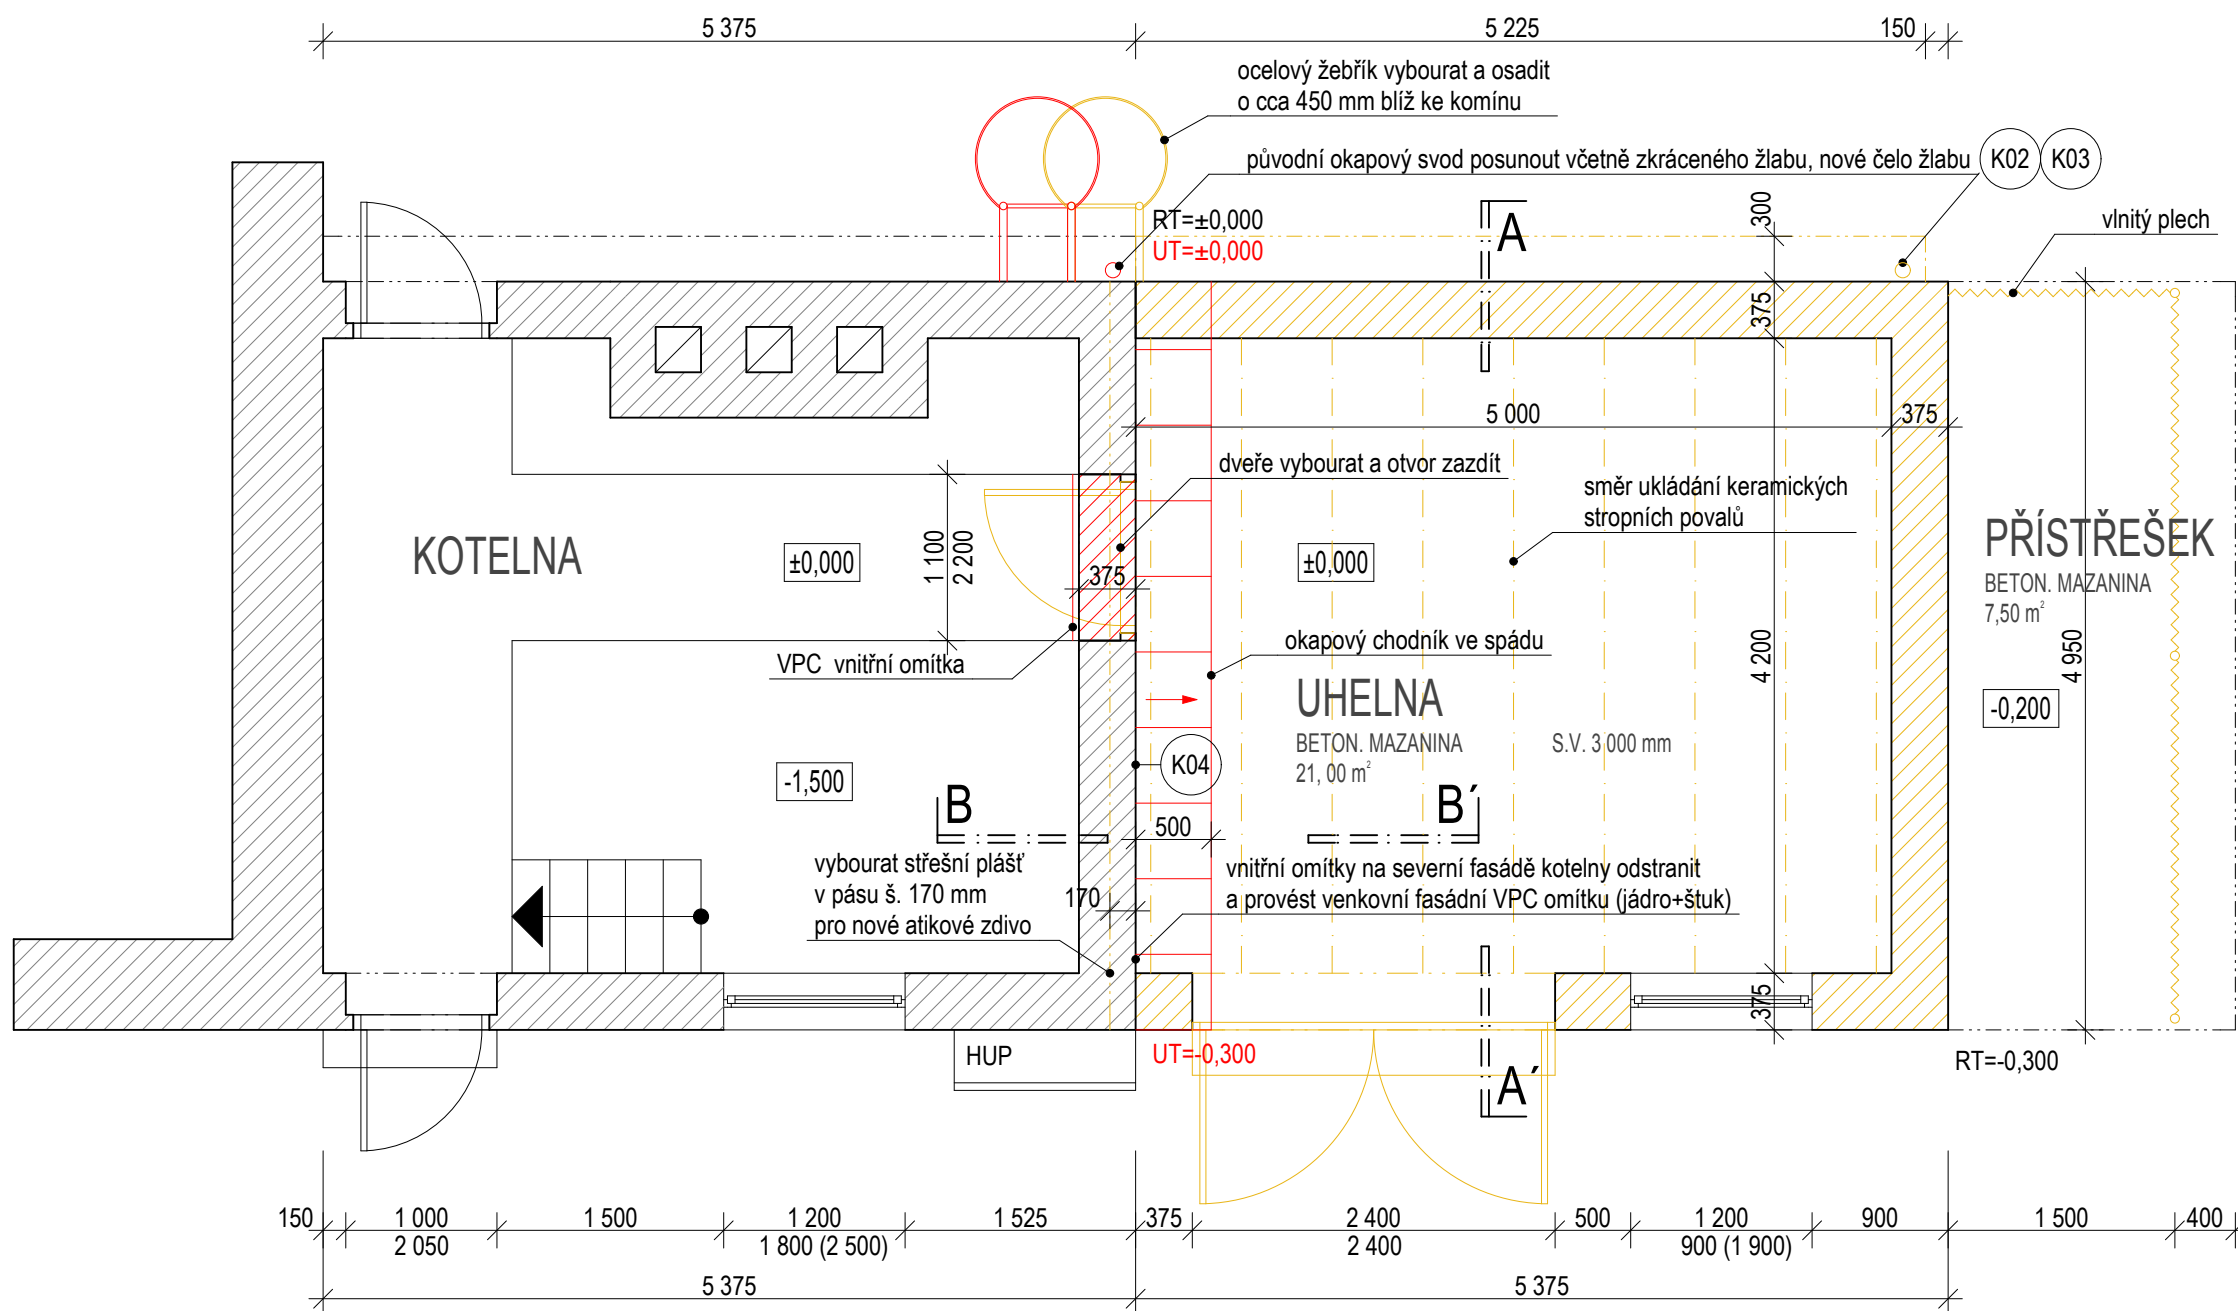 5 375
5 225
150
ocelový žebřík vybourat a osadit
o cca 450 mm blíž ke komínu
původní okapový svod posunout včetně zkráceného žlabu, nové čelo žlabu
K02
K03
300
vlnitý plech
RT=±0,000
UT=±0,000
A
375
5 000
375
dveře vybourat a otvor zazdít
směr ukládání keramických
stropních povalů
KOTELNA
±0,000
1 100
2 200
375
±0,000
PŘÍSTŘEŠEK
BETON. MAZANINA
7,50 m²
okapový chodník ve spádu
VPC vnitřní omítka
4 200
4 950
UHELNA
BETON. MAZANINA
21, 00 m²
S.V. 3 000 mm
-0,200
K04
-1,500
B
B´
500
vybourat střešní plášť
v pásu š. 170 mm
pro nové atikové zdivo
170
vnitřní omítky na severní fasádě kotelny odstranit
a provést venkovní fasádní VPC omítku (jádro+štuk)
375
HUP
UT=-0,300
A´
RT=-0,300
150
1 000
2 050
1 500
1 200
1 800 (2 500)
1 525
375
2 400
2 400
500
1 200
900 (1 900)
900
1 500
400
5 375
5 375